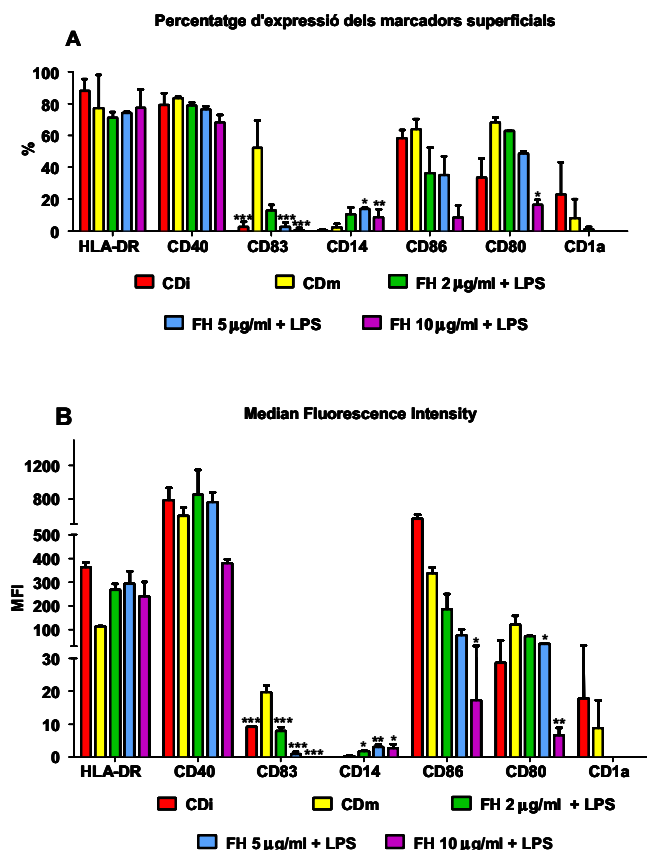 Percentatge d'expressió dels marcadors superficials
A
100
80
60
40
20
0
%
*** *** *** * ** *
HLA-DR CD40 CD83 CD14 CD86 CD80 CD1a
CDi CDm FH 2 µg/ml + LPS
FH 5 µg/ml + LPS FH 10 µg/ml + LPS
B Median Fluorescence Intensity
1200
800
500
400
300
200
100
30
20
10
0
MFI
*** *** *** *** * ** * * * **
HLA-DR CD40 CD83 CD14 CD86 CD80 CD1a
CDi CDm FH 2 µg/ml + LPS
FH 5 µg/ml + LPS FH 10 µg/ml + LPS